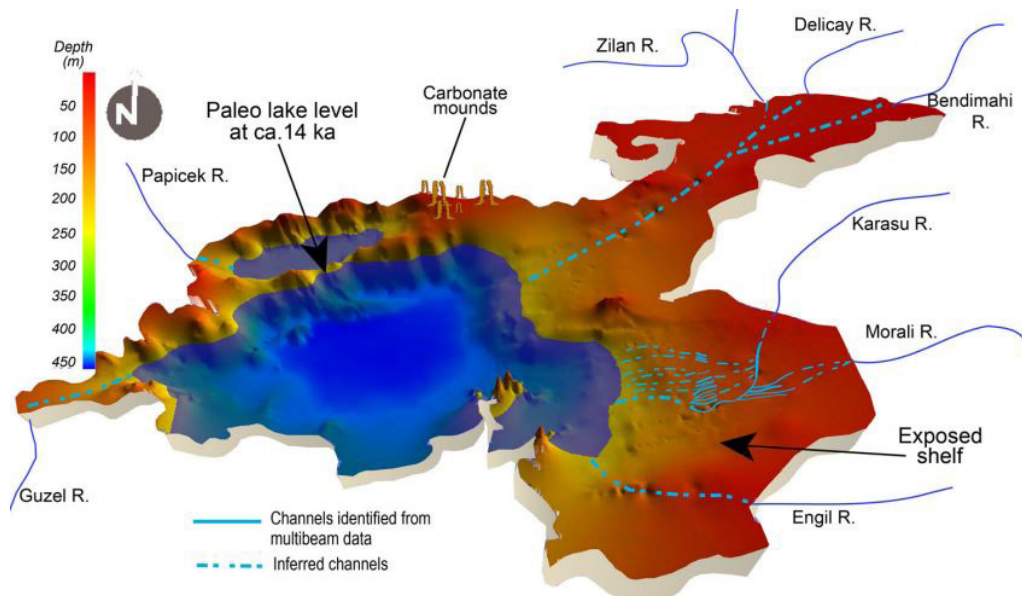 Depth
(m)
50
100
150
200
250
300
350
400
450
N
Zilan R.
Delicay R.
Bendimahi
R.
Carbonate
mounds
Paleo lake level
at ca.14 ka
Papicek R.
Karasu R.
Morali R.
Exposed
shelf
Engil R.
Guzel R.
Channels identified from
multibeam data
Inferred channels